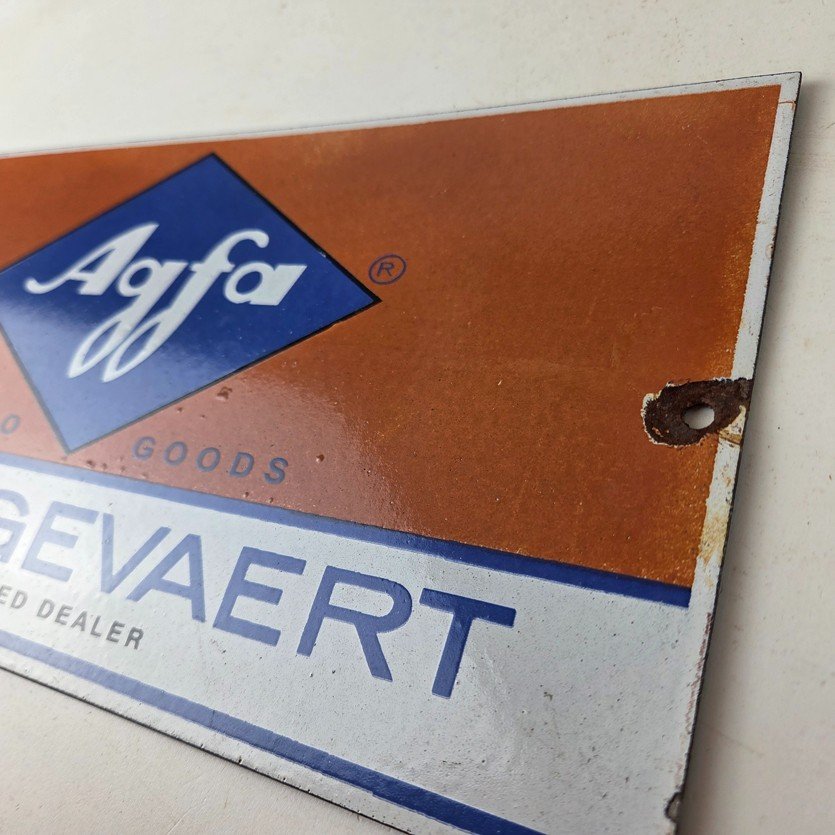 Agfa ®
O GOODS
GEVAERT
ED DEALER